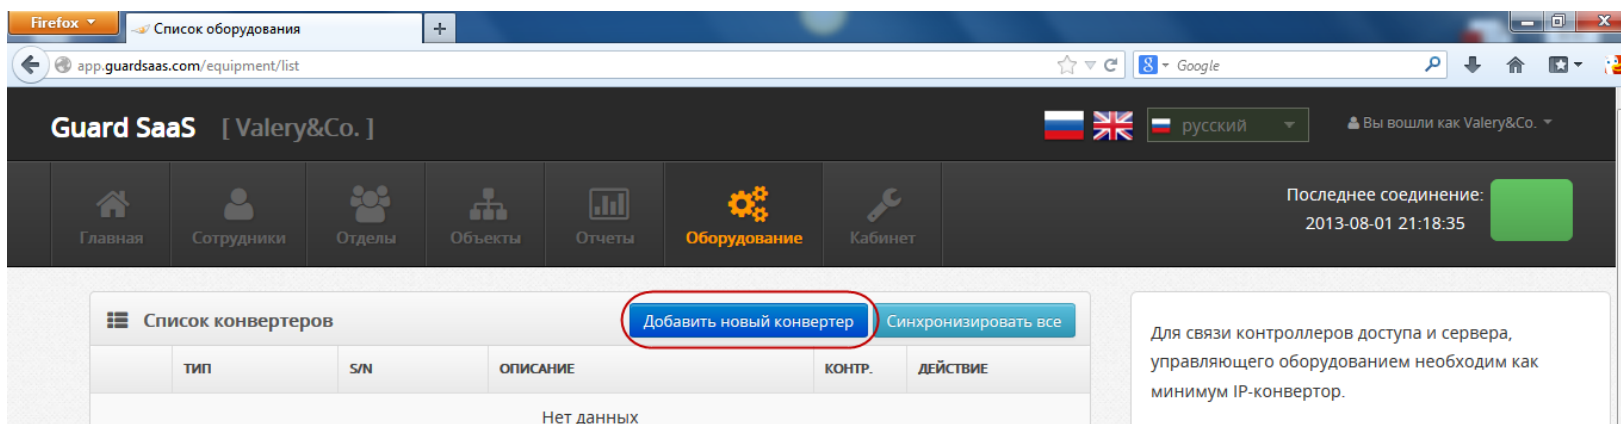 Firefox
Список оборудования
app.guardsaas.com/equipment/list
Google
Guard SaaS [ Valery&Co. ]
русский
Вы вошли как Valery&Co.
Главная
Сотрудники
Отделы
Объекты
Отчеты
Оборудование
Кабинет
Последнее соединение:
2013-08-01 21:18:35
Список конвертеров
Добавить новый конвертер
Синхронизировать все
ТИП S/N ОПИСАНИЕ КОНТР. ДЕЙСТВИЕ
Нет данных
Для связи контроллеров доступа и сервера,
управляющего оборудованием необходим как
минимум IP-конвертор.